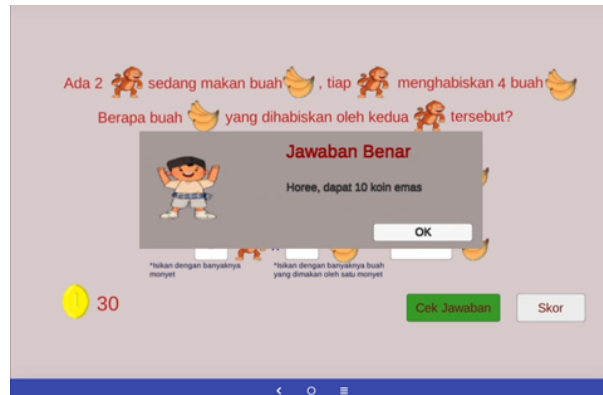 Ada 2 sedang makan buah , tiap menghabiskan 4 buah
Berapa buah yang dihabiskan oleh kedua tersebut?
Jawaban Benar
Horee, dapat 10 koin emas
OK
*Isikan dengan banyaknya
monyet
*Isikan dengan banyaknya buah
yang dimakan oleh satu monyet
30
Cek Jawaban
Skor